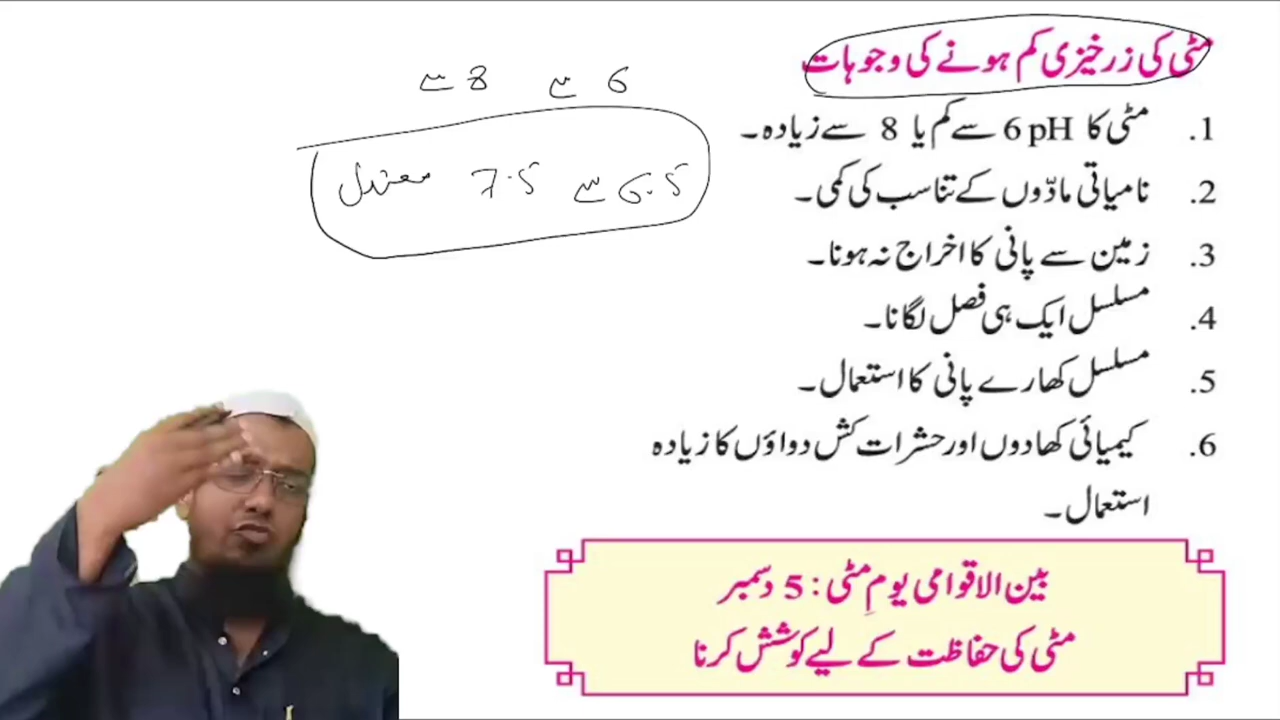 مٹی کی زرخیزی کم ہونے کی وجوہات
6 سے 8 سے
6.5 سے 7.5 معتدل
1. مٹی کا pH 6 سے کم یا 8 سے زیادہ۔
2. نامیاتی مادّوں کے تناسب کی کمی۔
3. زمین سے پانی کا اخراج نہ ہونا۔
4. مسلسل ایک ہی فصل لگانا۔
5. مسلسل کھارے پانی کا استعمال۔
6. کیمیائی کھادوں اور حشرات کش دواؤں کا زیادہ
استعمال۔
بین الاقوامی یومِ مٹی : 5 دسمبر
مٹی کی حفاظت کے لیے کوشش کرنا